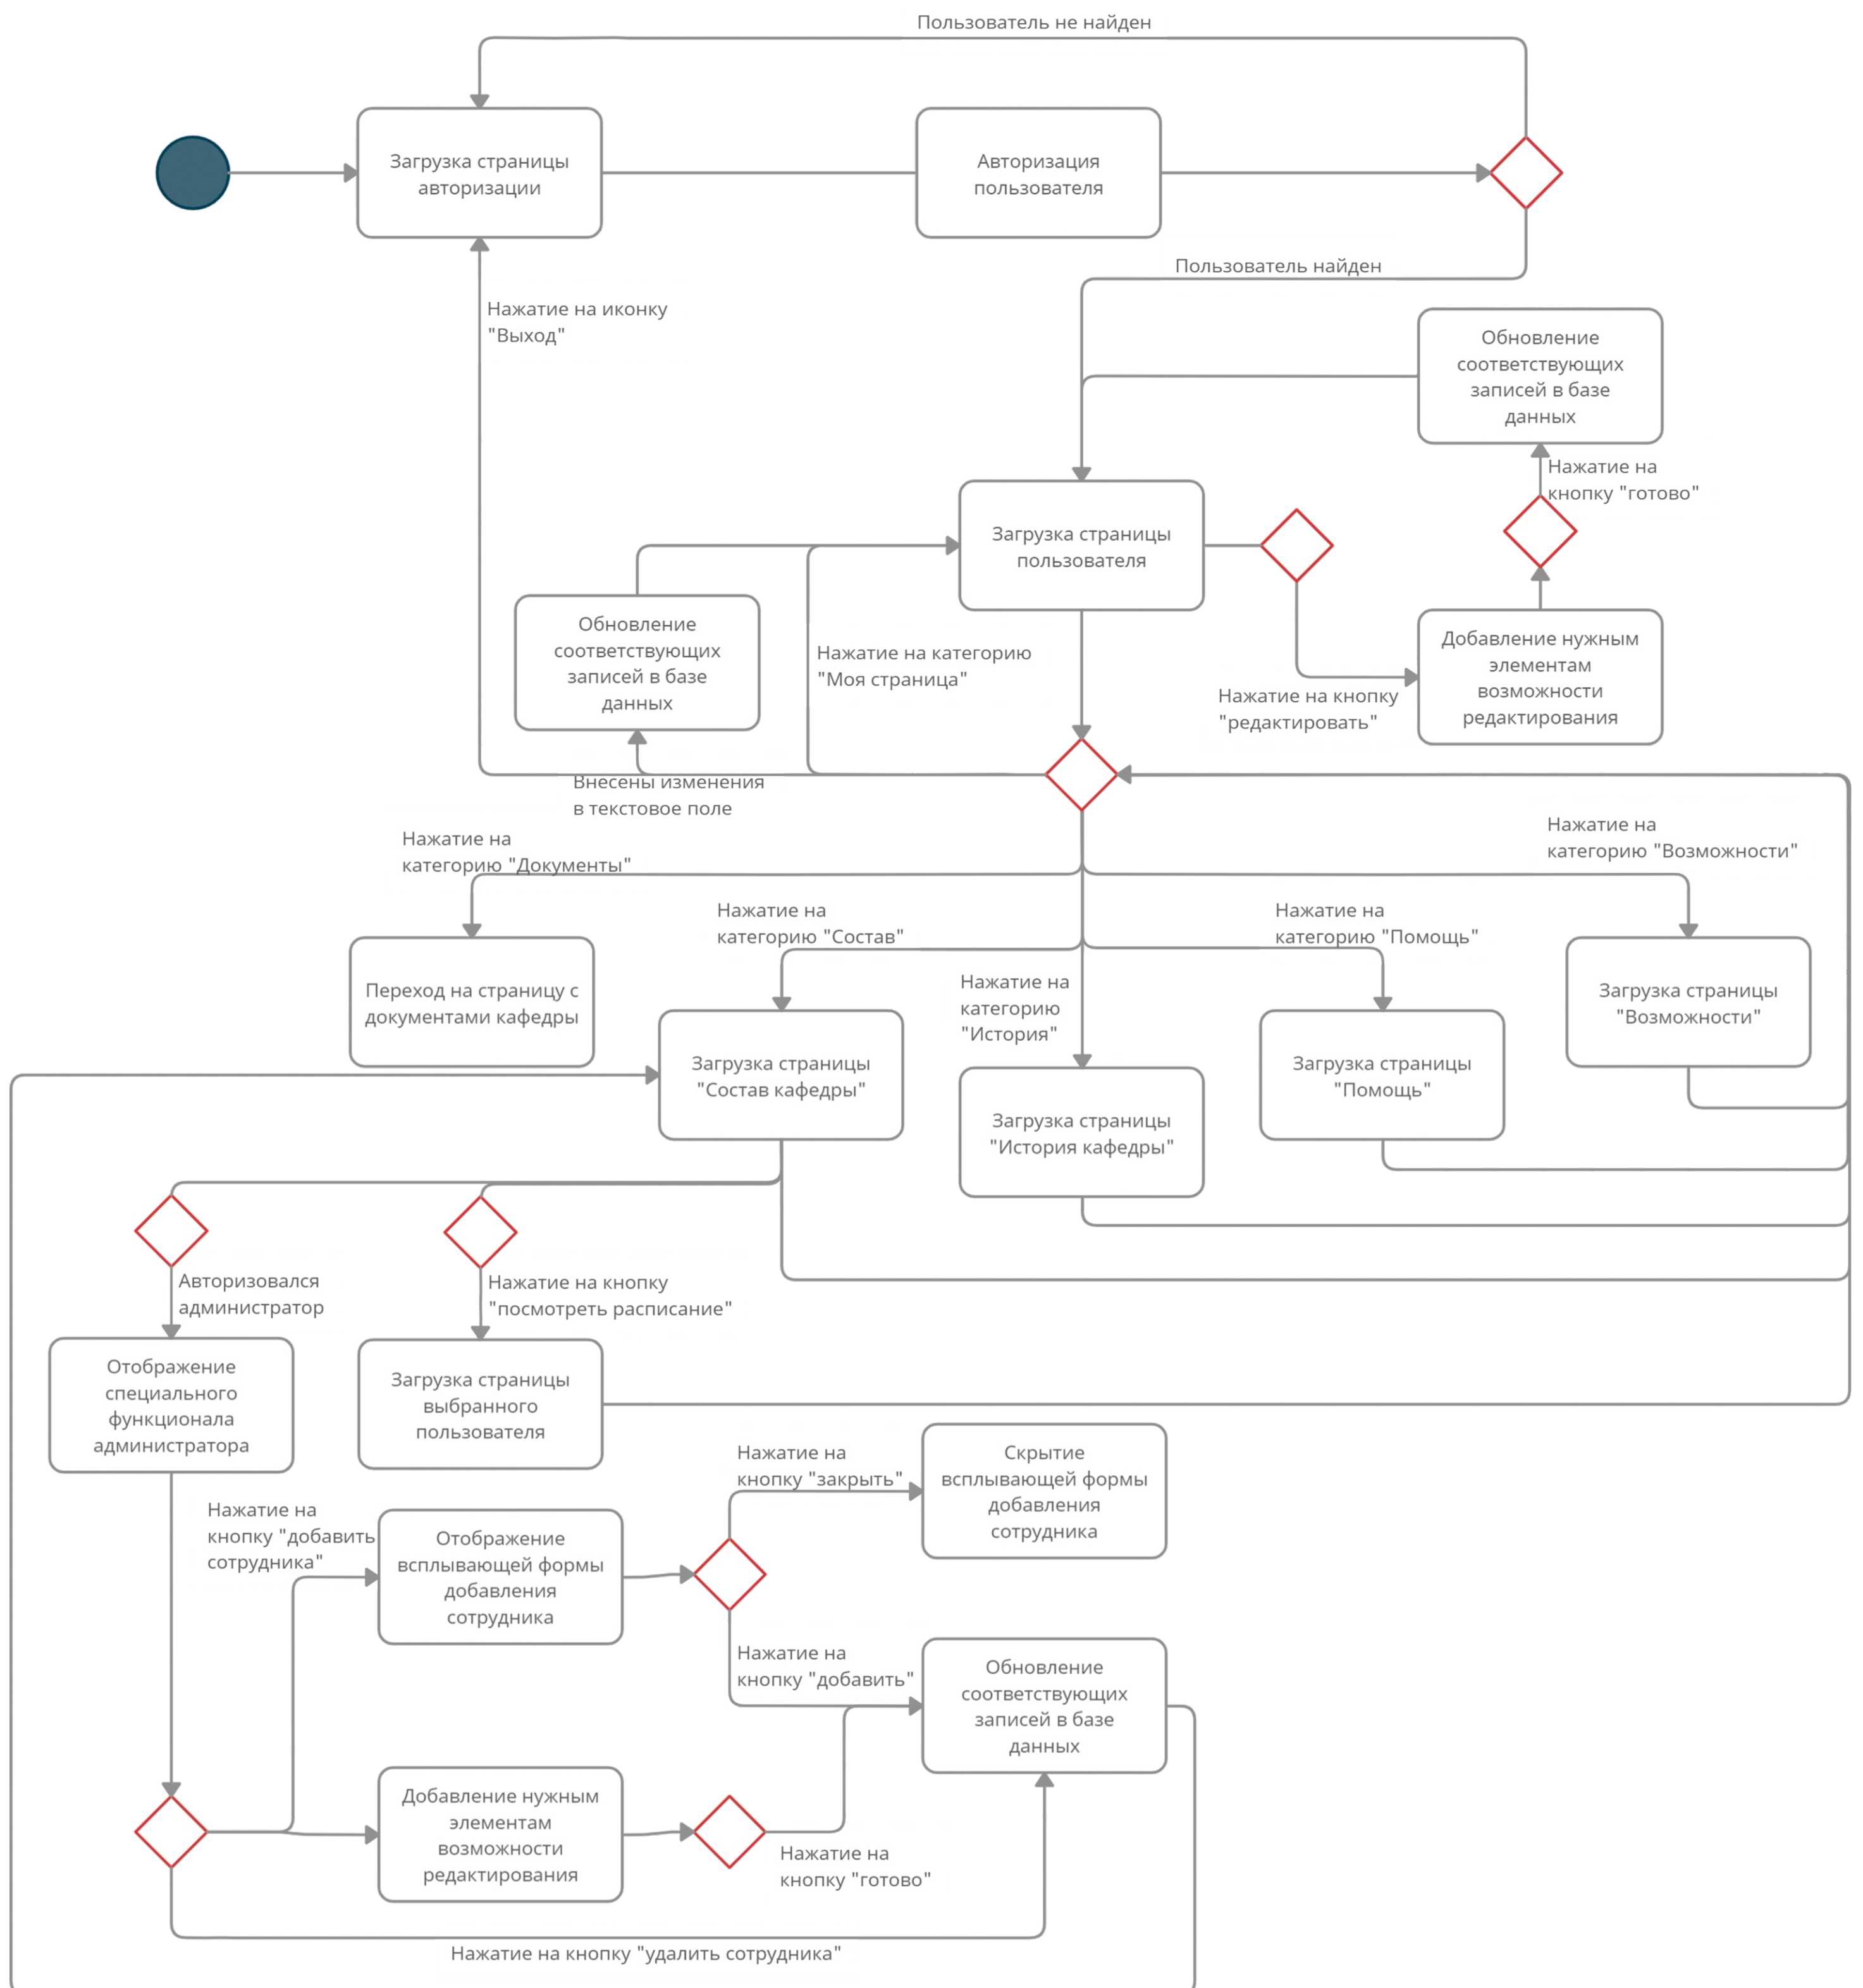 Пользователь не найден
Загрузка страницы
авторизации
Авторизация
пользователя
Пользователь найден
Нажатие на иконку
"Выход"
Обновление
соответствующих
записей в базе
данных
Нажатие на
кнопку "готово"
Загрузка страницы
пользователя
Обновление
соответствующих
записей в базе
данных
Нажатие на категорию
"Моя страница"
Добавление нужным
элементам
возможности
редактирования
Нажатие на кнопку
"редактировать"
Внесены изменения
в текстовое поле
Нажатие на
категорию "Документы"
Нажатие на
категорию "Возможности"
Нажатие на
категорию "Состав"
Нажатие на
категорию "Помощь"
Переход на страницу с
документами кафедры
Нажатие на
категорию
"История"
Загрузка страницы
"Возможности"
Загрузка страницы
"Состав кафедры"
Загрузка страницы
"Помощь"
Загрузка страницы
"История кафедры"
Авторизовался
администратор
Нажатие на кнопку
"посмотреть расписание"
Отображение
специального
функционала
администратора
Загрузка страницы
выбранного
пользователя
Нажатие на
кнопку "закрыть"
Скрытие
всплывающей формы
добавления
сотрудника
Нажатие на
кнопку "добавить
сотрудника"
Отображение
всплывающей формы
добавления
сотрудника
Нажатие на
кнопку "добавить"
Обновление
соответствующих
записей в базе
данных
Добавление нужным
элементам
возможности
редактирования
Нажатие на
кнопку "готово"
Нажатие на кнопку "удалить сотрудника"